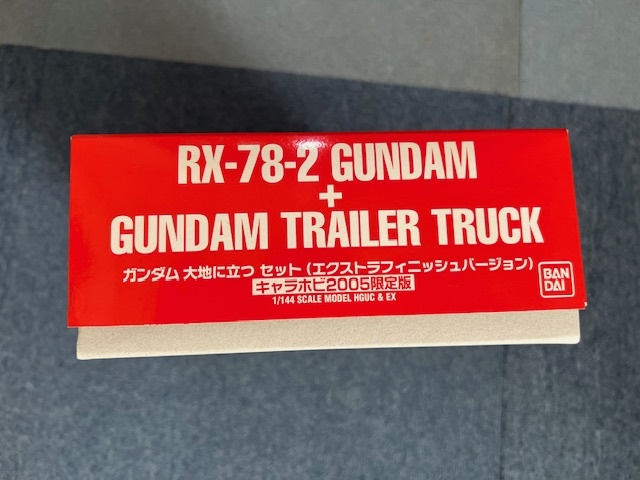 RX-78-2 GUNDAM
+
GUNDAM TRAILER TRUCK
ガンダム 大地に立つ セット(エクストラフィニッシュバージョン)
キャラホビ2005限定版
1/144 SCALE MODEL HGUC & EX
BAN
DAI